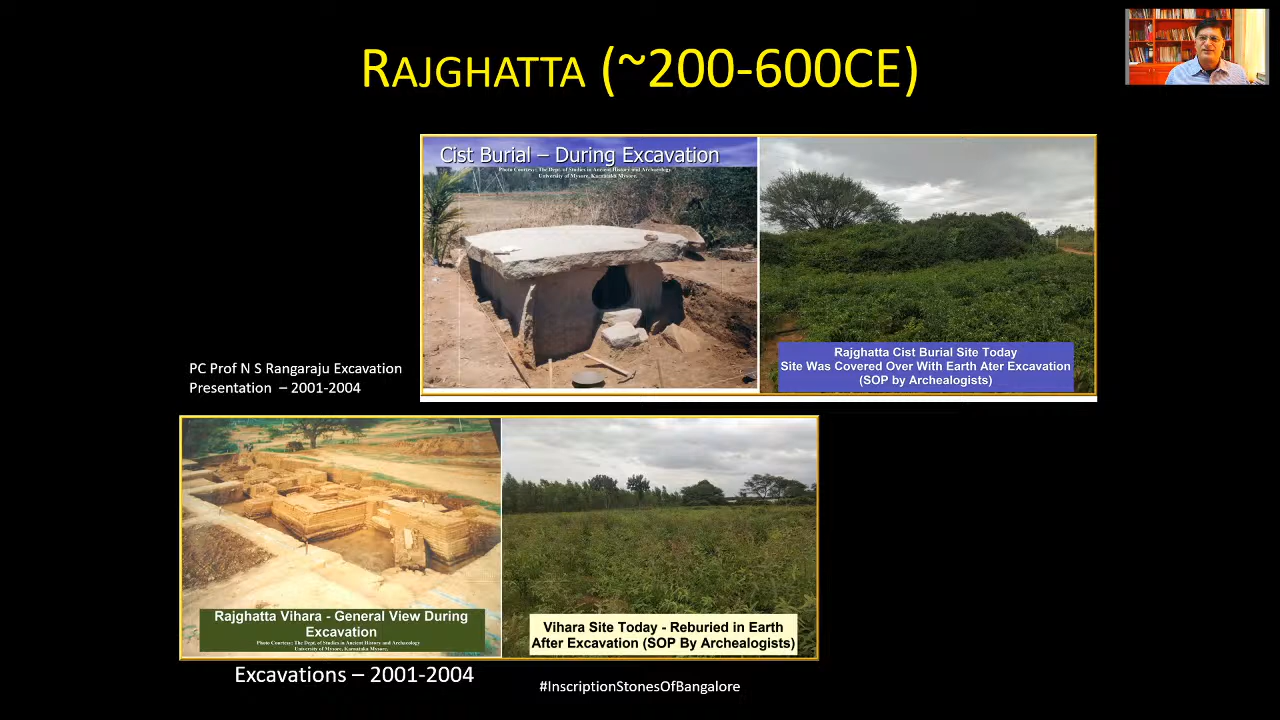 RAJGHATTA (~200-600CE)
Cist Burial – During Excavation
Photo Courtesy: The Dept. of Studies in Ancient History and Archaeology
University of Mysore, Karnataka Mysore.
Rajghatta Cist Burial Site Today
Site Was Covered Over With Earth Ater Excavation
(SOP by Archealogists)
PC Prof N S Rangaraju Excavation
Presentation – 2001-2004
Rajghatta Vihara - General View During
Excavation
Photo Courtesy: The Dept. of Studies in Ancient History and Archaeology
University of Mysore, Karnataka Mysore.
Vihara Site Today - Reburied in Earth
After Excavation (SOP By Archealogists)
Excavations – 2001-2004
#InscriptionStonesOfBangalore